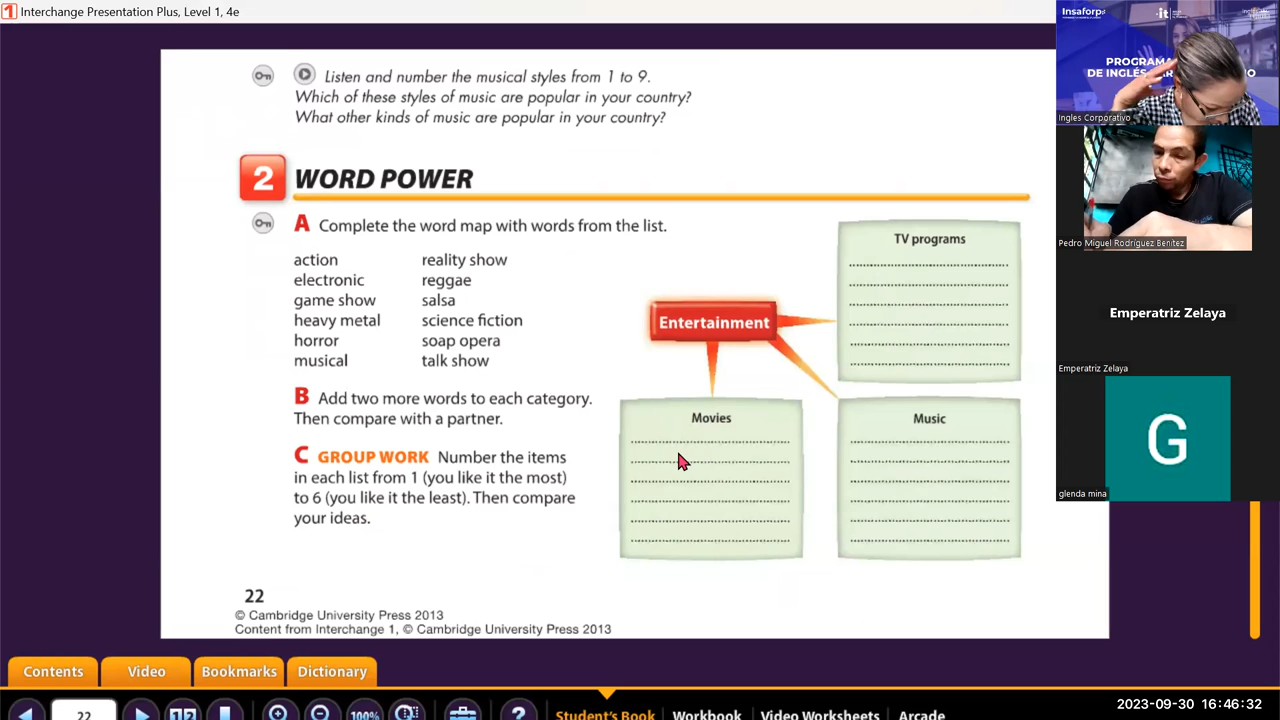 Interchange Presentation Plus, Level 1, 4e
Listen and number the musical styles from 1 to 9.
Which of these styles of music are popular in your country?
What other kinds of music are popular in your country?
2 WORD POWER
A Complete the word map with words from the list.
action reality show
electronic reggae
game show salsa
heavy metal science fiction
horror soap opera
musical talk show
B Add two more words to each category.
Then compare with a partner.
C GROUP WORK Number the items
in each list from 1 (you like it the most)
to 6 (you like it the least). Then compare
your ideas.
Entertainment
TV programs
Movies
Music
22
© Cambridge University Press 2013
Content from Interchange 1, © Cambridge University Press 2013
Contents Video Bookmarks Dictionary
22 1 2 100% ?
Student's Book Workbook Video Worksheets Arcade
Insaforp
it
PROGRAMA
DE INGLÉS
Ingles Corporativo
Pedro Miguel Rodríguez Benitez
Emperatriz Zelaya
Emperatriz Zelaya
G
glenda mina
2023-09-30 16:46:32